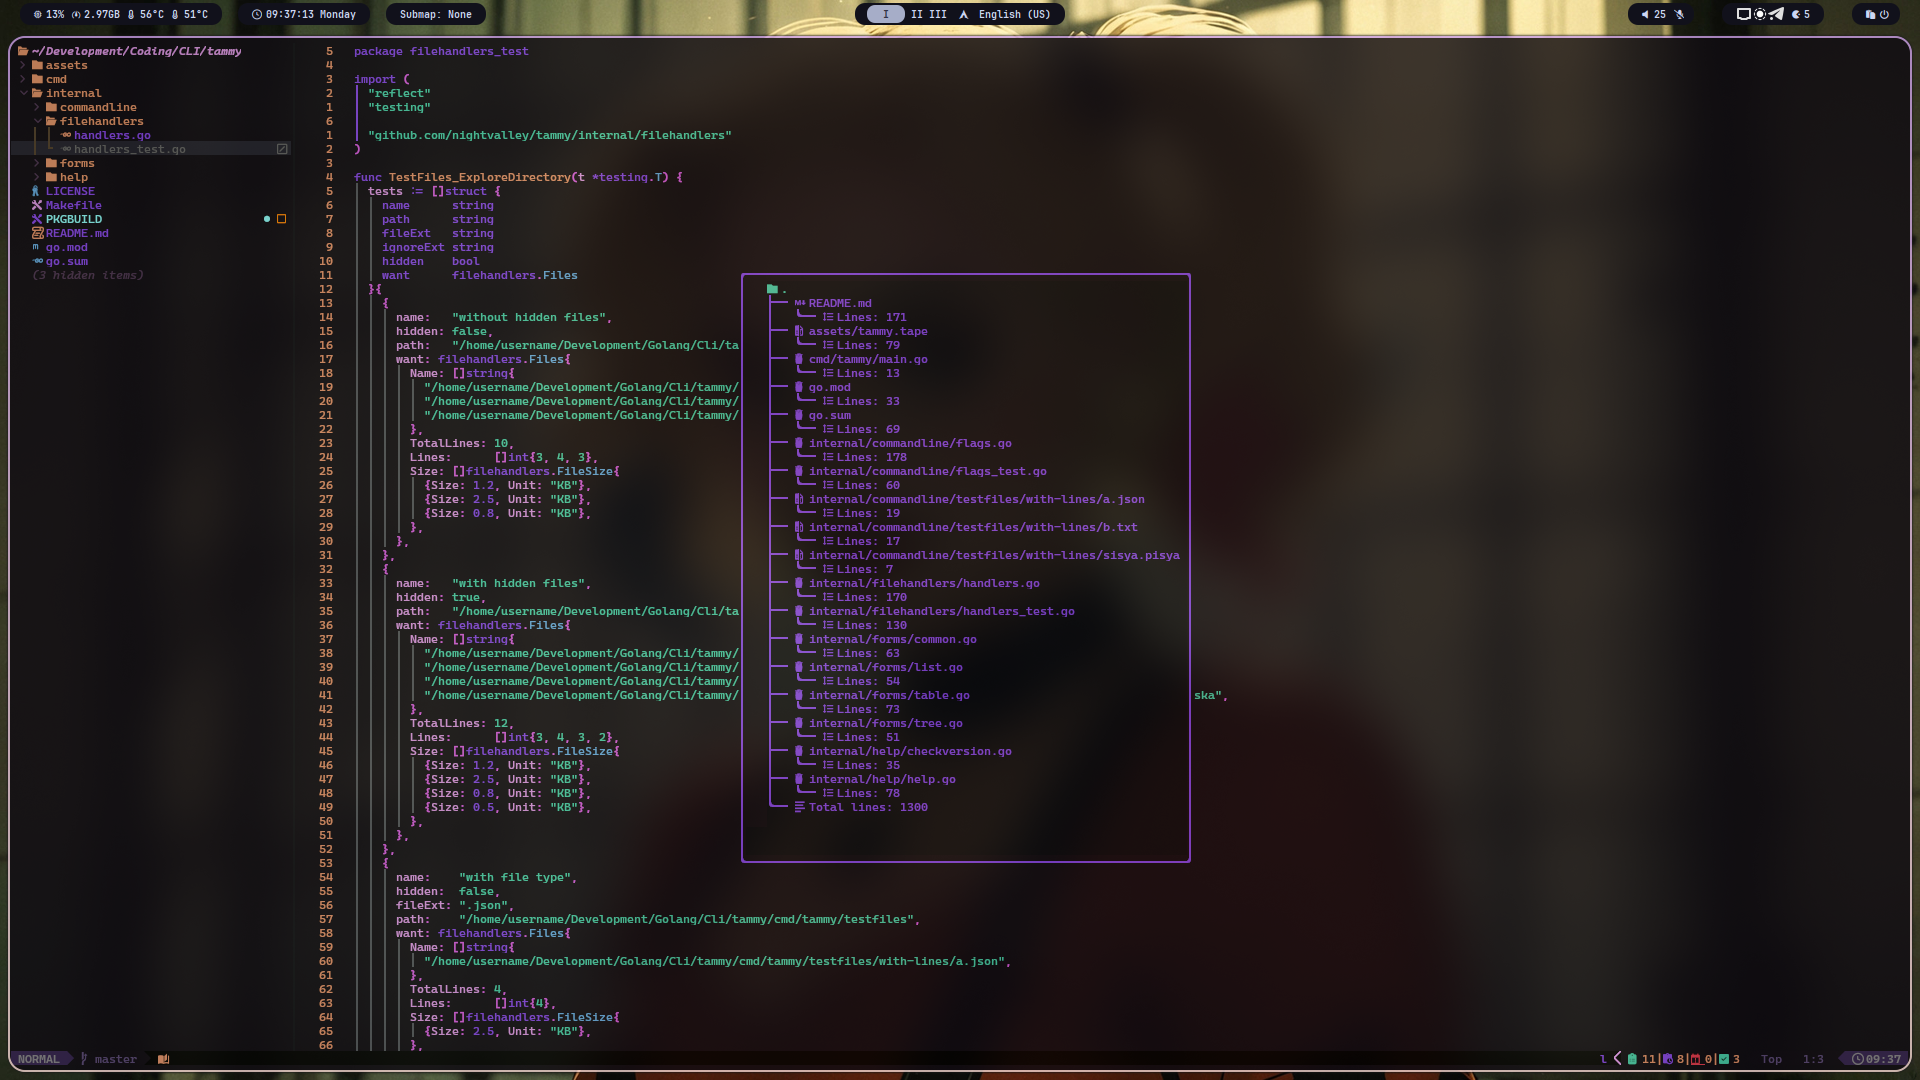 13% 2.97GB 56°C 51°C 09:37:13 Monday Submap: None I II III English (US) 25 5
~/Development/Coding/CLI/tammy
assets
cmd
internal
commandline
filehandlers
handlers.go
handlers_test.go
forms
help
LICENSE
Makefile
PKGBUILD
README.md
m go.mod
go.sum
(3 hidden items)
5 package filehandlers_test
4
3 import (
2 "reflect"
1 "testing"
6
1 "github.com/nightvalley/tammy/internal/filehandlers"
2 )
3
4 func TestFiles_ExploreDirectory(t *testing.T) {
5 tests := []struct {
6 name string
7 path string
8 fileExt string
9 ignoreExt string
10 hidden bool
11 want filehandlers.Files
12 }{
13 {
14 name: "without hidden files",
15 hidden: false,
16 path: "/home/username/Development/Golang/Cli/ta
17 want: filehandlers.Files{
18 Name: []string{
19 "/home/username/Development/Golang/Cli/tammy/
20 "/home/username/Development/Golang/Cli/tammy/
21 "/home/username/Development/Golang/Cli/tammy/
22 },
23 TotalLines: 10,
24 Lines: []int{3, 4, 3},
25 Size: []filehandlers.FileSize{
26 {Size: 1.2, Unit: "KB"},
27 {Size: 2.5, Unit: "KB"},
28 {Size: 0.8, Unit: "KB"},
29 },
30 },
31 },
32 {
33 name: "with hidden files",
34 hidden: true,
35 path: "/home/username/Development/Golang/Cli/ta
36 want: filehandlers.Files{
37 Name: []string{
38 "/home/username/Development/Golang/Cli/tammy/
39 "/home/username/Development/Golang/Cli/tammy/
40 "/home/username/Development/Golang/Cli/tammy/
41 "/home/username/Development/Golang/Cli/tammy/ ska",
42 },
43 TotalLines: 12,
44 Lines: []int{3, 4, 3, 2},
45 Size: []filehandlers.FileSize{
46 {Size: 1.2, Unit: "KB"},
47 {Size: 2.5, Unit: "KB"},
48 {Size: 0.8, Unit: "KB"},
49 {Size: 0.5, Unit: "KB"},
50 },
51 },
52 },
53 {
54 name: "with file type",
55 hidden: false,
56 fileExt: ".json",
57 path: "/home/username/Development/Golang/Cli/tammy/cmd/tammy/testfiles",
58 want: filehandlers.Files{
59 Name: []string{
60 "/home/username/Development/Golang/Cli/tammy/cmd/tammy/testfiles/with-lines/a.json",
61 },
62 TotalLines: 4,
63 Lines: []int{4},
64 Size: []filehandlers.FileSize{
65 {Size: 2.5, Unit: "KB"},
66 },
.
README.md
Lines: 171
assets/tammy.tape
Lines: 79
cmd/tammy/main.go
Lines: 13
go.mod
Lines: 33
go.sum
Lines: 69
internal/commandline/flags.go
Lines: 178
internal/commandline/flags_test.go
Lines: 60
internal/commandline/testfiles/with-lines/a.json
Lines: 19
internal/commandline/testfiles/with-lines/b.txt
Lines: 17
internal/commandline/testfiles/with-lines/sisya.pisya
Lines: 7
internal/filehandlers/handlers.go
Lines: 170
internal/filehandlers/handlers_test.go
Lines: 130
internal/forms/common.go
Lines: 63
internal/forms/list.go
Lines: 54
internal/forms/table.go
Lines: 73
internal/forms/tree.go
Lines: 51
internal/help/checkversion.go
Lines: 35
internal/help/help.go
Lines: 78
Total lines: 1300
NORMAL master l 11| 8| 0| 3 Top 1:3 09:37